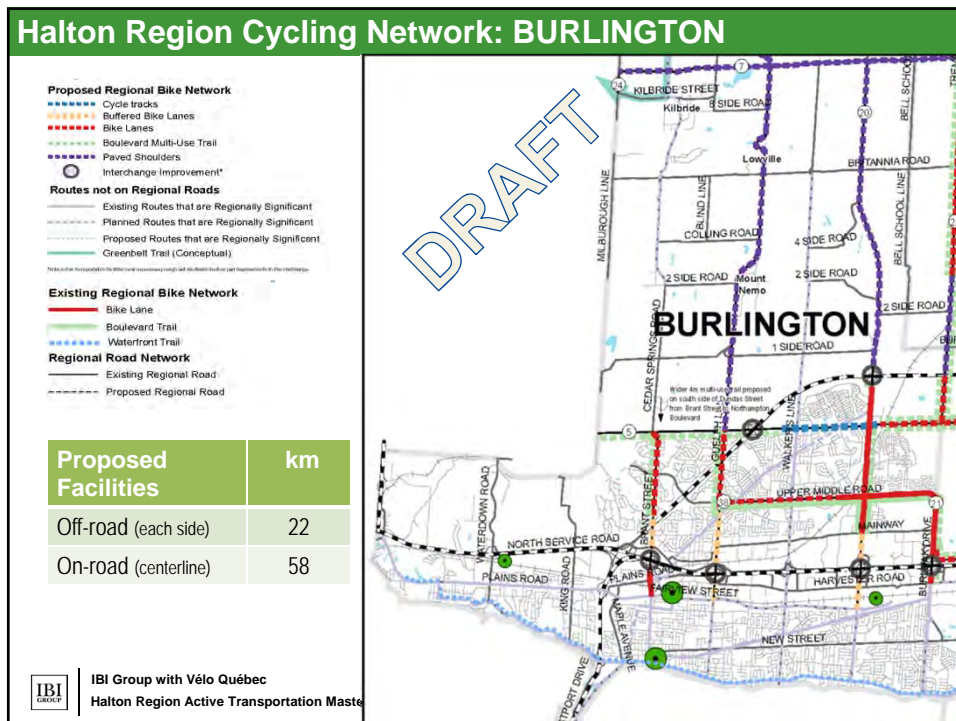 Halton Region Cycling Network: BURLINGTON
Proposed Regional Bike Network
Cycle tracks
Buffered Bike Lanes
Bike Lanes
Boulevard Multi-Use Trail
Paved Shoulders
Interchange Improvement*
Routes not on Regional Roads
Existing Routes that are Regionally Significant
Planned Routes that are Regionally Significant
Proposed Routes that are Regionally Significant
Greenbelt Trail (Conceptual)
Existing Regional Bike Network
Bike Lane
Boulevard Trail
Waterfront Trail
Regional Road Network
Existing Regional Road
Proposed Regional Road
Proposed Facilities
km
Off-road (each side)
22
On-road (centerline)
58
IBI GROUP
IBI Group with Vélo Québec
Halton Region Active Transportation Maste
DRAFT
7
24
KILBRIDE STREET
Kilbride
8 SIDE ROAD
BELL SCHOOL
20
Lowville
BRITANNIA ROAD
MILBOROUGH LINE
BLIND LINE
COLLING ROAD
4 SIDE ROAD
BELL SCHOOL LINE
2 SIDE ROAD
Mount Nemo
2 SIDE ROAD
2 SIDE ROAD
BURLINGTON
1 SIDE ROAD
CEDAR SPRINGS ROAD
Wider 4m multi-use trail proposed
on south side of Dundas Street
from Brant Street to Northampton
Boulevard
5
GUELPH LINE
WALKER'S LINE
BRANT STREET
UPPER MIDDLE ROAD
38
21
MAINWAY
WATERDOWN ROAD
NORTH SERVICE ROAD
PLAINS ROAD
KING ROAD
PLAINS ROAD
FAIRVIEW STREET
HARVESTER ROAD
MAPLE AVENUE
NEW STREET